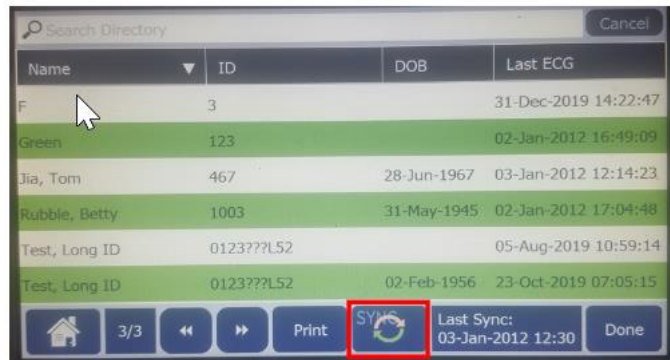 Search Directory Cancel
Name ID DOB Last ECG
F 3 31-Dec-2019 14:22:47
Green 123 02-Jan-2012 16:49:09
Jia, Tom 467 28-Jun-1967 03-Jan-2012 12:14:23
Rubble, Betty 1003 31-May-1945 02-Jan-2012 17:04:48
Test, Long ID 0123???L52 05-Aug-2019 10:59:14
Test, Long ID 0123???L52 02-Feb-1956 23-Oct-2019 07:05:15
3/3 Print SYNC Last Sync: Done
03-Jan-2012 12:30